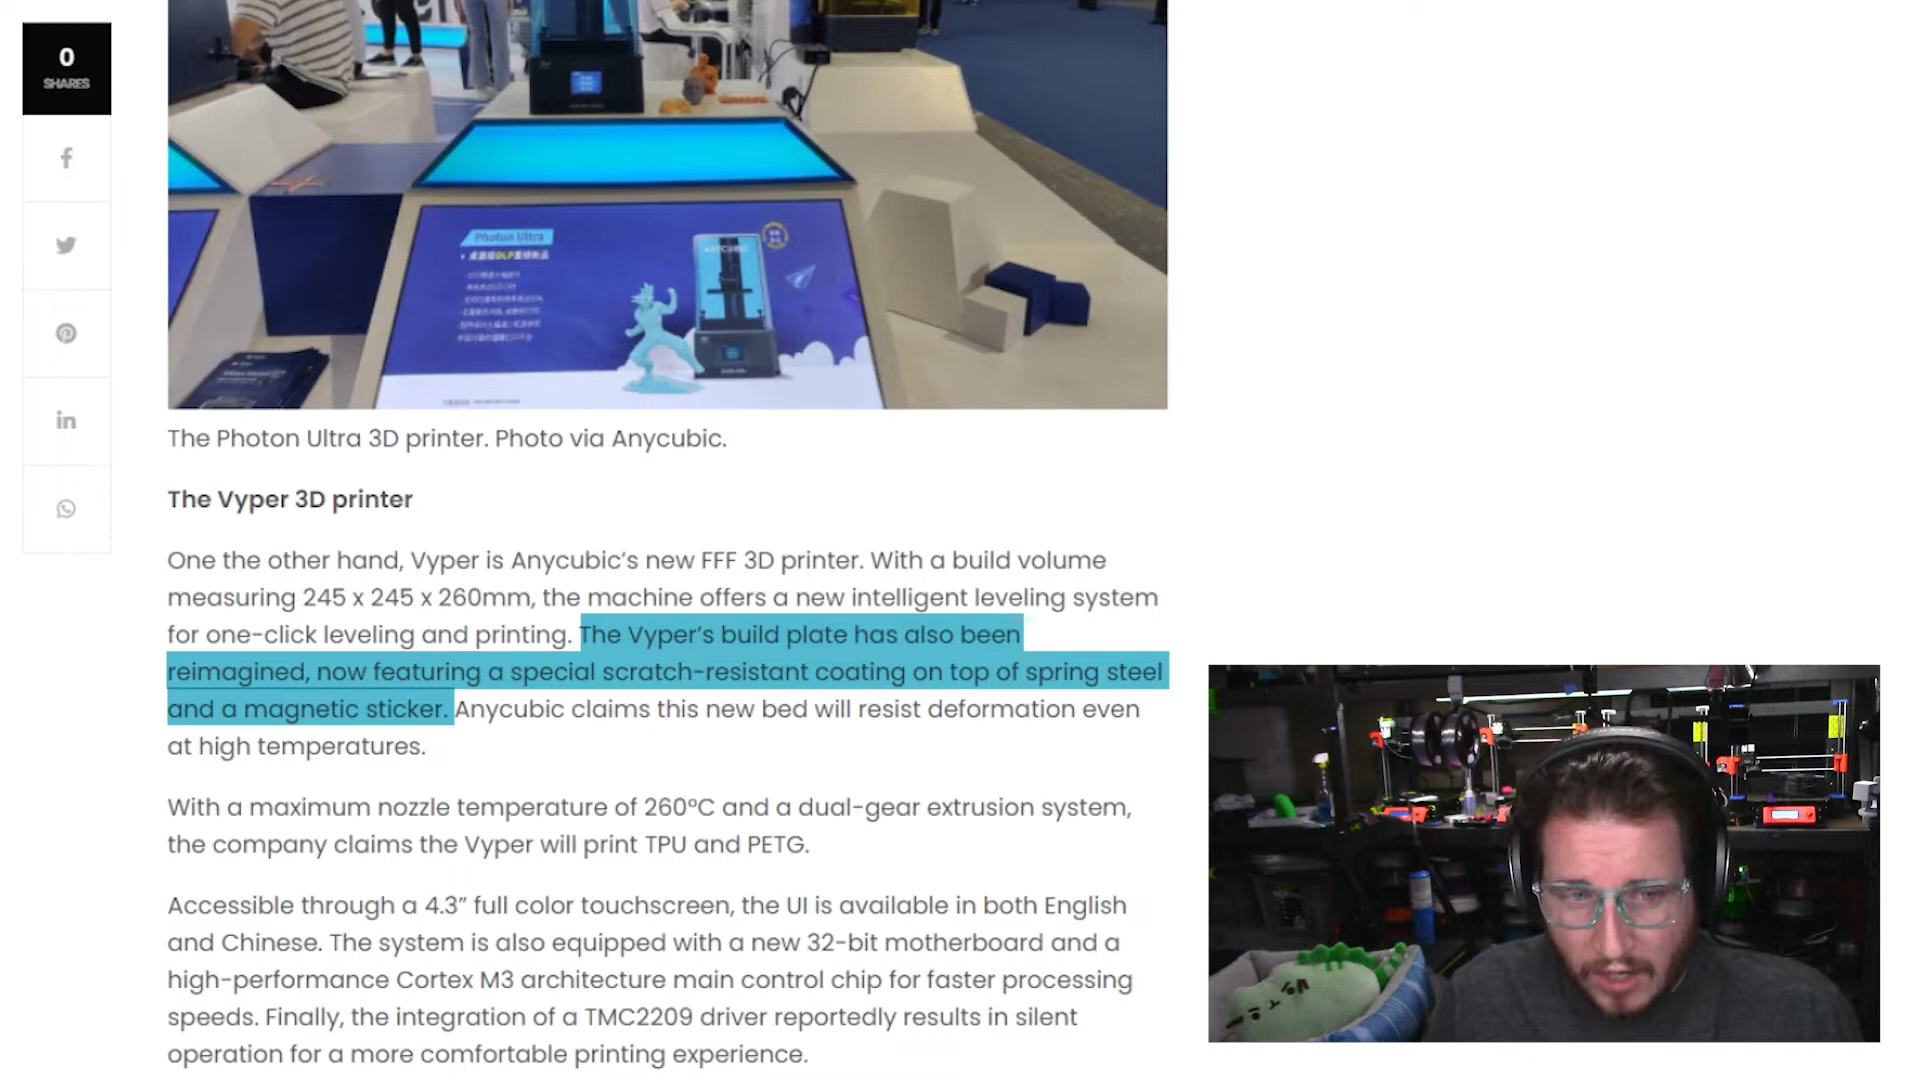 0
SHARES
Photon Ultra
ANYCUBIC
The Photon Ultra 3D printer. Photo via Anycubic.
The Vyper 3D printer
One the other hand, Vyper is Anycubic’s new FFF 3D printer. With a build volume
measuring 245 x 245 x 260mm, the machine offers a new intelligent leveling system
for one-click leveling and printing. The Vyper’s build plate has also been
reimagined, now featuring a special scratch-resistant coating on top of spring steel
and a magnetic sticker. Anycubic claims this new bed will resist deformation even
at high temperatures.
With a maximum nozzle temperature of 260°C and a dual-gear extrusion system,
the company claims the Vyper will print TPU and PETG.
Accessible through a 4.3” full color touchscreen, the UI is available in both English
and Chinese. The system is also equipped with a new 32-bit motherboard and a
high-performance Cortex M3 architecture main control chip for faster processing
speeds. Finally, the integration of a TMC2209 driver reportedly results in silent
operation for a more comfortable printing experience.